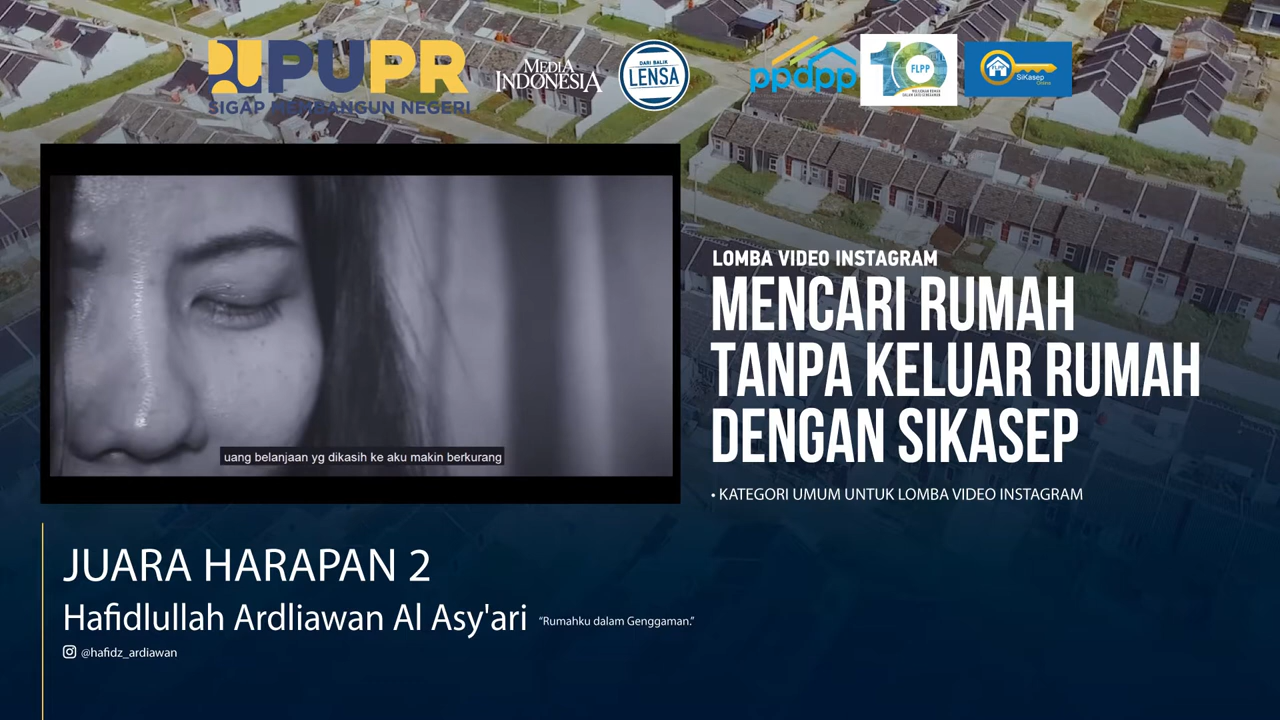 PUPR
SIGAP MEMBANGUN NEGERI
MEDIA
INDONESIA
DARI BALIK
LENSA
ppdpp
10
FLPP
FLPP
SiKasep
Online
LOMBA VIDEO INSTAGRAM
MENCARI RUMAH
TANPA KELUAR RUMAH
DENGAN SIKASEP
• KATEGORI UMUM UNTUK LOMBA VIDEO INSTAGRAM
uang belanjaan yg dikasih ke aku makin berkurang
JUARA HARAPAN 2
Hafidlullah Ardliawan Al Asy'ari "Rumahku dalam Genggaman."
@hafidz_ardiawan